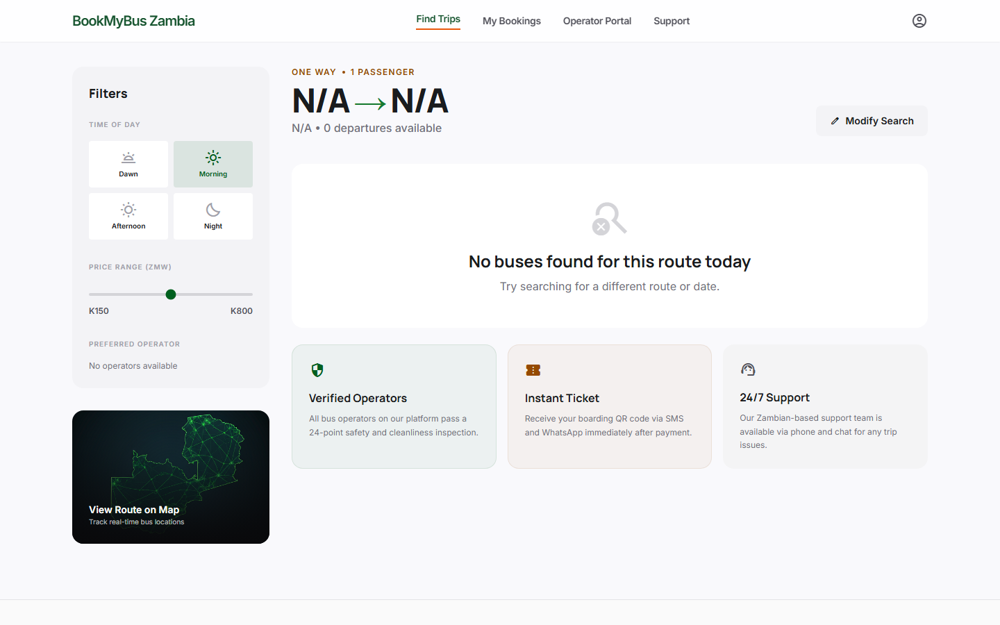 BookMyBus Zambia
Find Trips
My Bookings
Operator Portal
Support
Filters
TIME OF DAY
Dawn
Morning
Afternoon
Night
PRICE RANGE (ZMW)
K150
K800
PREFERRED OPERATOR
No operators available
View Route on Map
Track real-time bus locations
ONE WAY • 1 PASSENGER
N/A→N/A
N/A • 0 departures available
Modify Search
No buses found for this route today
Try searching for a different route or date.
Verified Operators
All bus operators on our platform pass a
24-point safety and cleanliness inspection.
Instant Ticket
Receive your boarding QR code via SMS
and WhatsApp immediately after payment.
24/7 Support
Our Zambian-based support team is
available via phone and chat for any trip
issues.